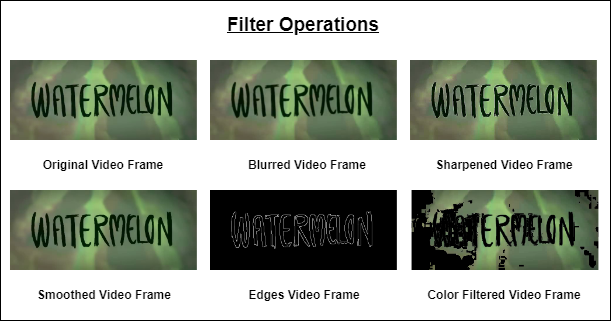 Filter Operations
WATERMELON WATERMELON WATERMELON
Original Video Frame Blurred Video Frame Sharpened Video Frame
WATERMELON WATERMELON WATERMELON
Smoothed Video Frame Edges Video Frame Color Filtered Video Frame